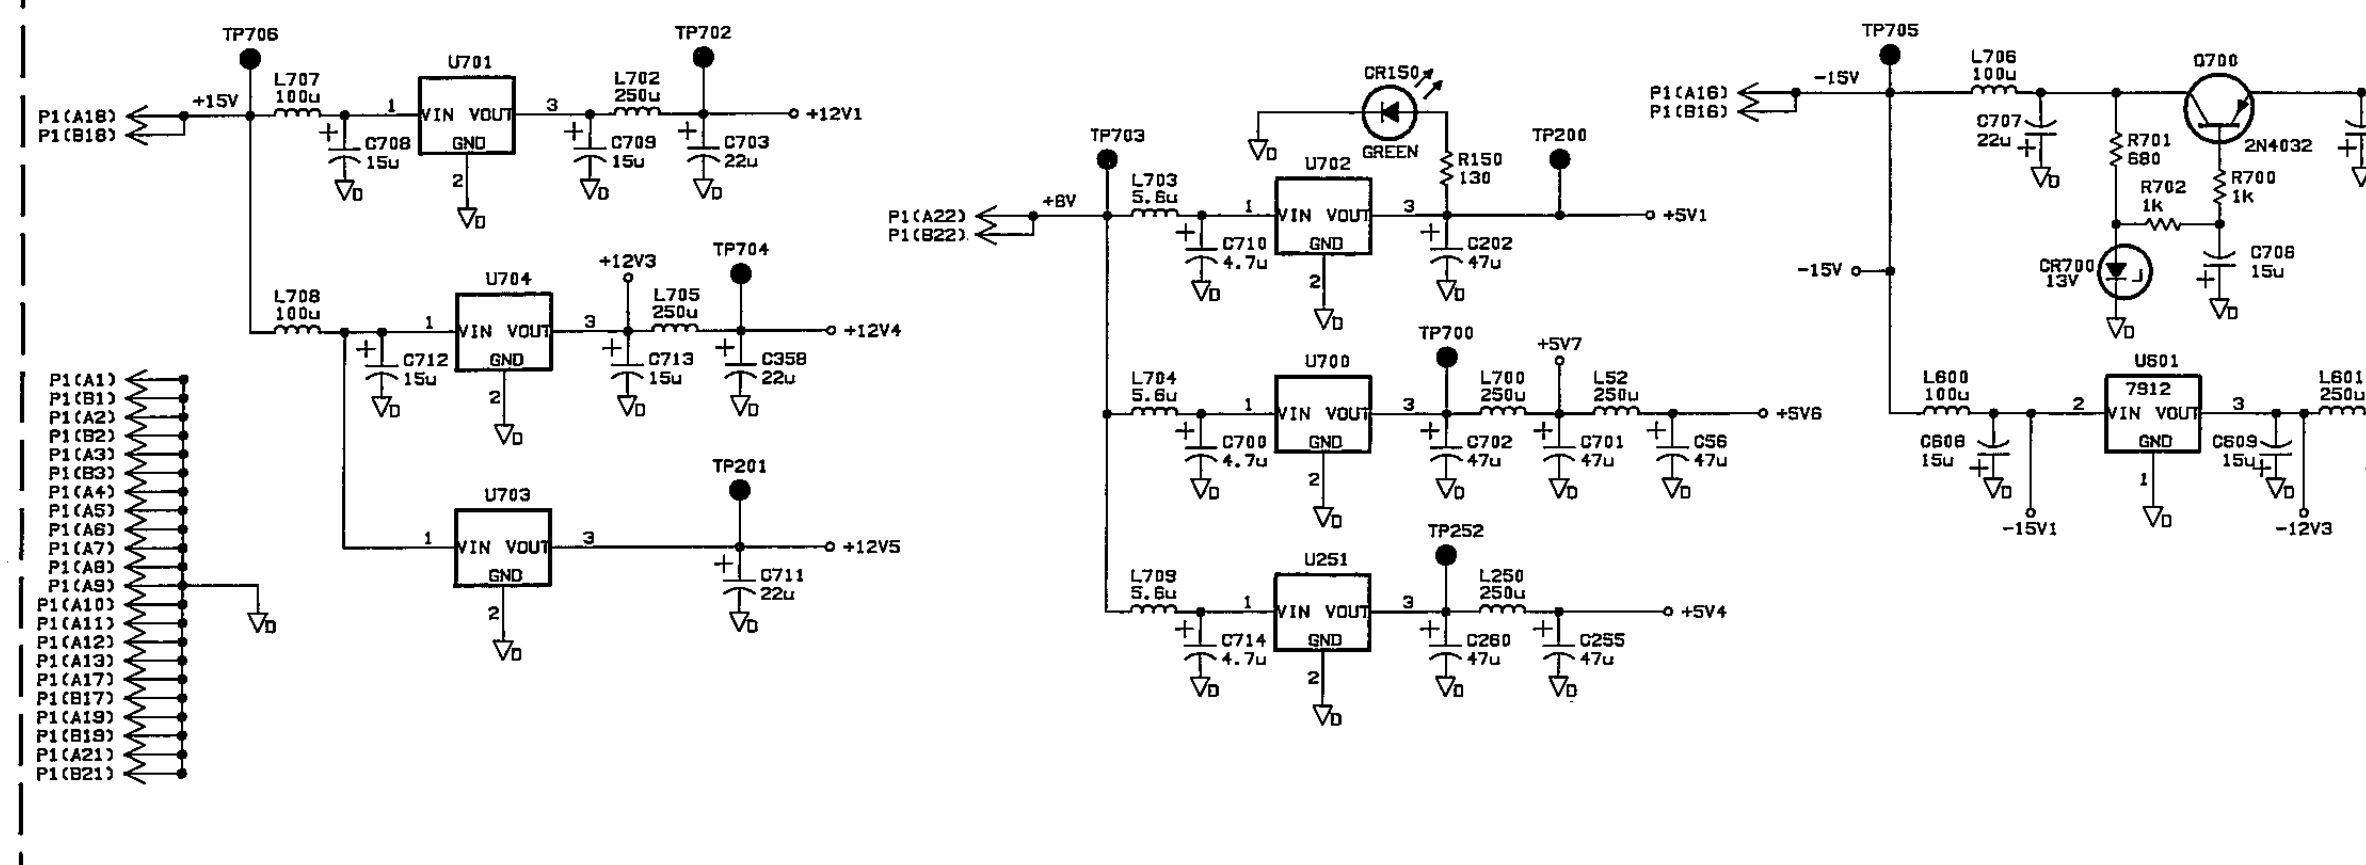 TP706
+15V
P1(A18)
P1(B18)
L707
100u
1
U701
VIN VOUT
GND
2
3
C708
15u
D
D
L702
250u
TP702
+12V1
C709
15u
D
C703
22u
D
L708
100u
1
U704
VIN VOUT
GND
2
3
C712
15u
D
D
+12V3
L705
250u
TP704
+12V4
C713
15u
D
C358
22u
D
1
U703
VIN VOUT
GND
2
3
D
TP201
+12V5
C711
22u
D
P1(A1)
P1(B1)
P1(A2)
P1(B2)
P1(A3)
P1(B3)
P1(A4)
P1(A5)
P1(A6)
P1(A7)
P1(A8)
P1(A9)
P1(A10)
P1(A11)
P1(A12)
P1(A13)
P1(A17)
P1(B17)
P1(A19)
P1(B19)
P1(A21)
P1(B21)
D
TP703
+8V
P1(A22)
P1(B22)
L703
5.6u
1
U702
VIN VOUT
GND
2
3
C710
4.7u
D
D
CR150
GREEN
D
R150
130
TP200
+5V1
C202
47u
D
L704
5.6u
1
U700
VIN VOUT
GND
2
3
C700
4.7u
D
D
TP700
L700
250u
+5V7
L52
250u
+5V6
C702
47u
D
C701
47u
D
C56
47u
D
L709
5.6u
1
U251
VIN VOUT
GND
2
3
C714
4.7u
D
D
TP252
L250
250u
+5V4
C260
47u
D
C255
47u
D
TP705
-15V
P1(A16)
P1(B16)
L706
100u
C707
22u
D
Q700
2N4032
R701
680
R702
1k
R700
1k
CR700
13V
D
C706
15u
D
D
-15V
L600
100u
2
U601
7912
VIN VOUT
GND
1
3
C608
15u
D
-15V1
D
C609
15u
D
-12V3
L601
250u